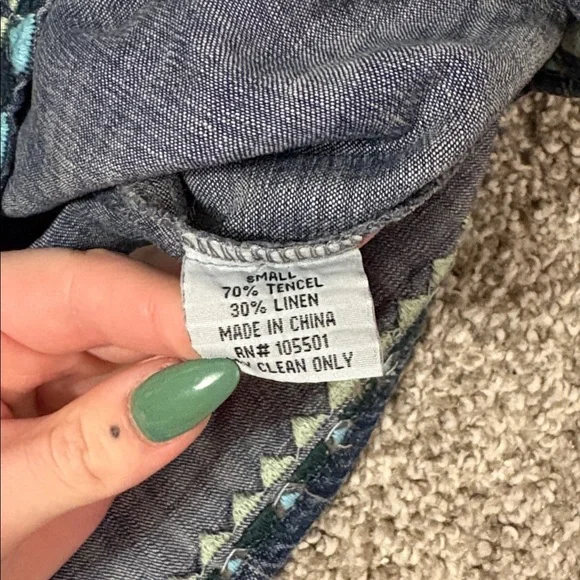 SMALL
70% TENCEL
30% LINEN
MADE IN CHINA
RN# 105501
CLEAN ONLY